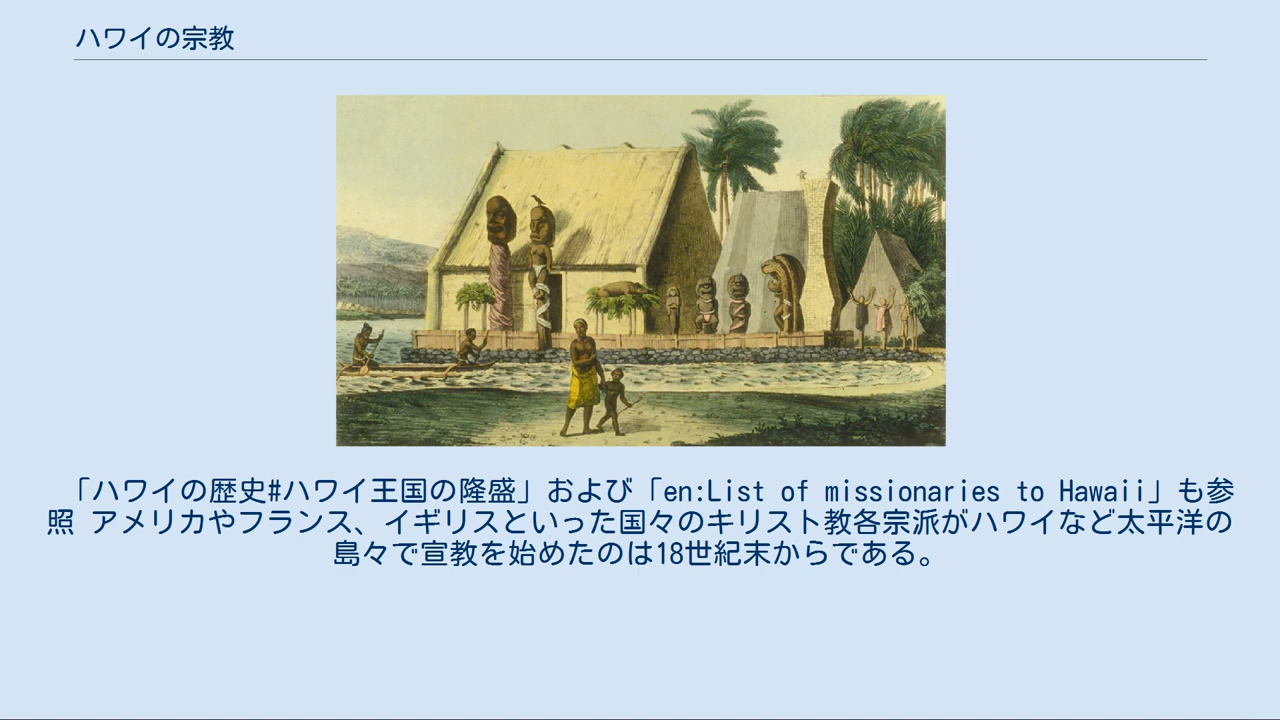 ハワイの宗教
「ハワイの歴史#ハワイ王国の隆盛」および「en:List of missionaries to Hawaii」も参
照 アメリカやフランス、イギリスといった国々のキリスト教各宗派がハワイなど太平洋の
島々で宣教を始めたのは18世紀末からである。